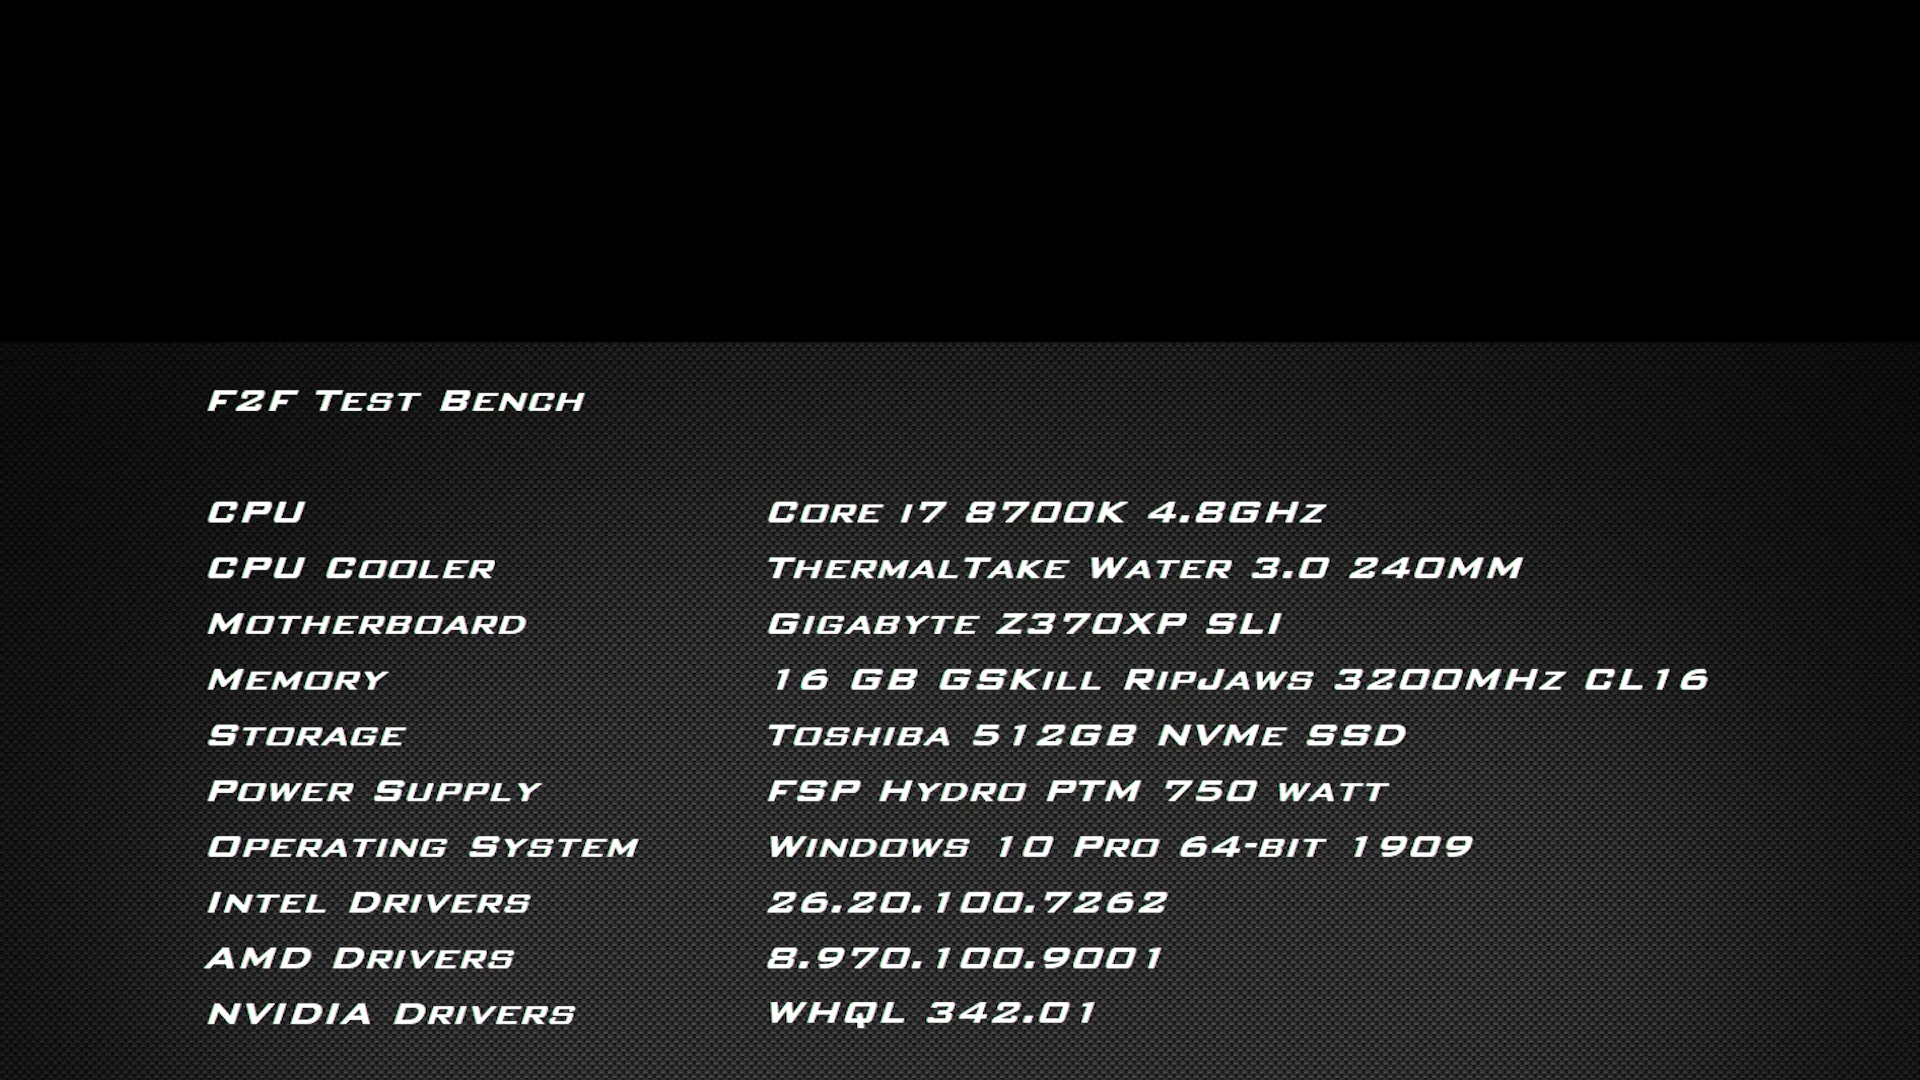 F2F Test Bench
CPU Core i7 8700K 4.8GHz
CPU Cooler ThermalTake Water 3.0 240MM
Motherboard Gigabyte Z370XP SLI
Memory 16 GB GSKill RipJaws 3200MHz CL16
Storage Toshiba 512GB NVMe SSD
Power Supply FSP Hydro PTM 750 watt
Operating System Windows 10 Pro 64-bit 1909
Intel Drivers 26.20.100.7262
AMD Drivers 8.970.100.9001
NVIDIA Drivers WHQL 342.01